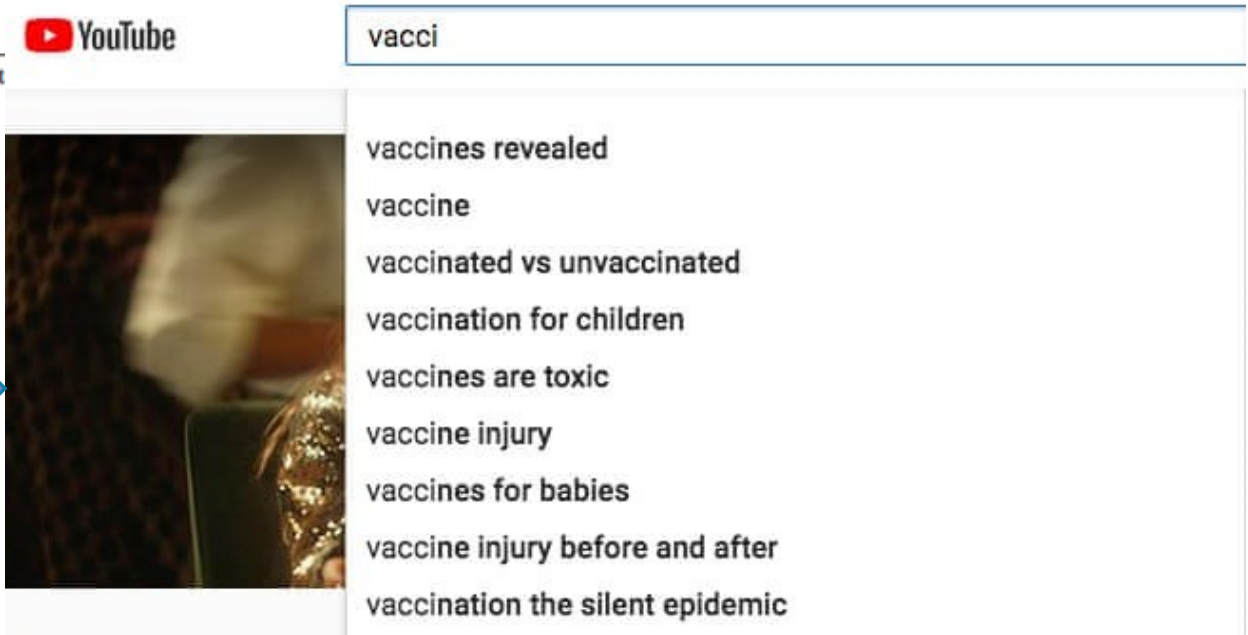 YouTube
vacci
vaccines revealed
vaccine
vaccinated vs unvaccinated
vaccination for children
vaccines are toxic
vaccine injury
vaccines for babies
vaccine injury before and after
vaccination the silent epidemic